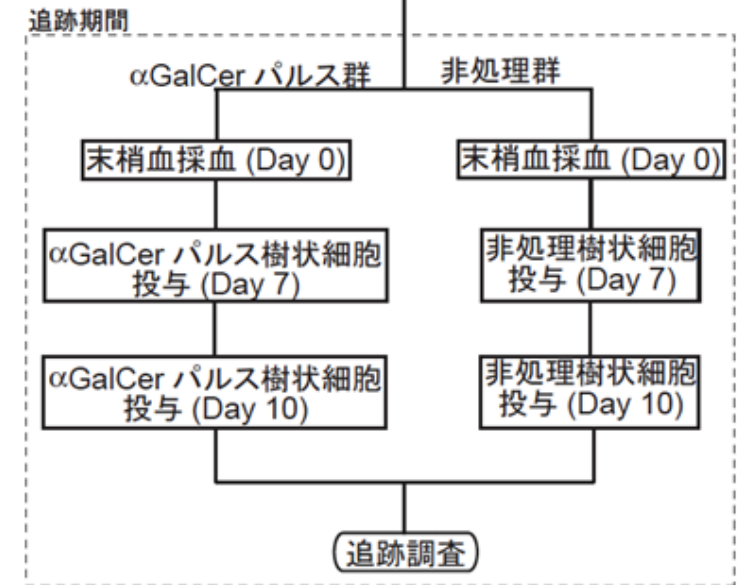 追跡期間
αGalCer パルス群
非処理群
末梢血採血 (Day 0)
末梢血採血 (Day 0)
αGalCer パルス樹状細胞
投与 (Day 7)
非処理樹状細胞
投与 (Day 7)
αGalCer パルス樹状細胞
投与 (Day 10)
非処理樹状細胞
投与 (Day 10)
追跡調査